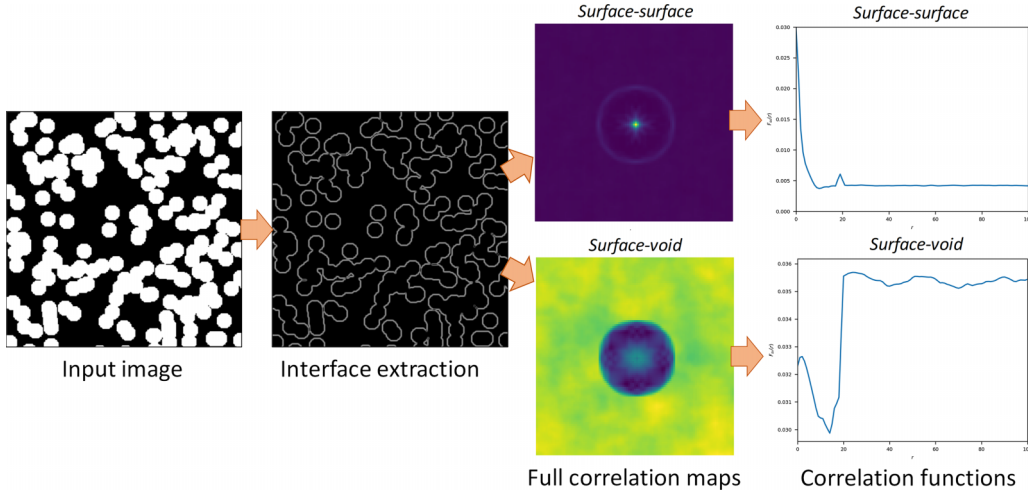 Surface-surface
Surface-surface
0.030
0.025
0.020
0.015
0.010
0.005
0.000
0
20
40
60
80
100
r
Surface-void
Surface-void
0.036
0.035
0.034
0.033
0.032
0.031
0.030
0
20
40
60
80
100
r
Input image
Interface extraction
Full correlation maps
Correlation functions